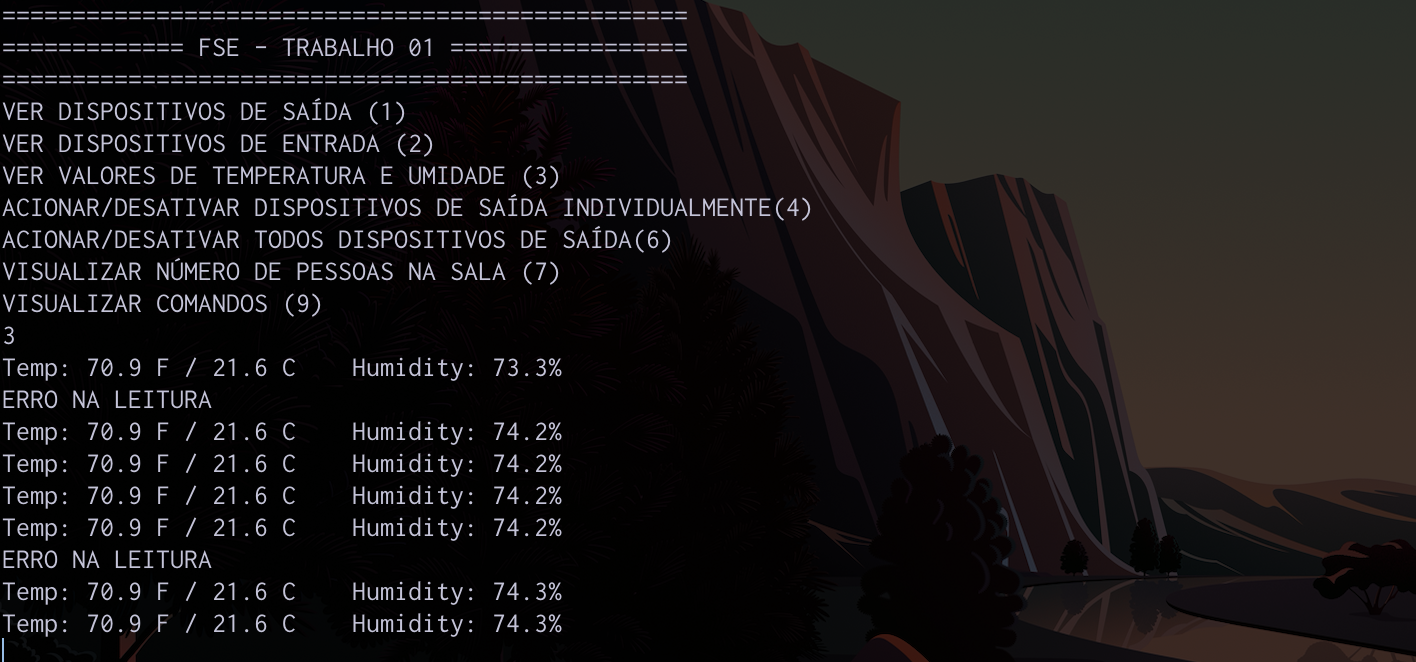 =================================================
============= FSE - TRABALHO 01 =================
=================================================
VER DISPOSITIVOS DE SAÍDA (1)
VER DISPOSITIVOS DE ENTRADA (2)
VER VALORES DE TEMPERATURA E UMIDADE (3)
ACIONAR/DESATIVAR DISPOSITIVOS DE SAÍDA INDIVIDUALMENTE(4)
ACIONAR/DESATIVAR TODOS DISPOSITIVOS DE SAÍDA(6)
VISUALIZAR NÚMERO DE PESSOAS NA SALA (7)
VISUALIZAR COMANDOS (9)
3
Temp: 70.9 F / 21.6 C    Humidity: 73.3%
ERRO NA LEITURA
Temp: 70.9 F / 21.6 C    Humidity: 74.2%
Temp: 70.9 F / 21.6 C    Humidity: 74.2%
Temp: 70.9 F / 21.6 C    Humidity: 74.2%
Temp: 70.9 F / 21.6 C    Humidity: 74.2%
ERRO NA LEITURA
Temp: 70.9 F / 21.6 C    Humidity: 74.3%
Temp: 70.9 F / 21.6 C    Humidity: 74.3%